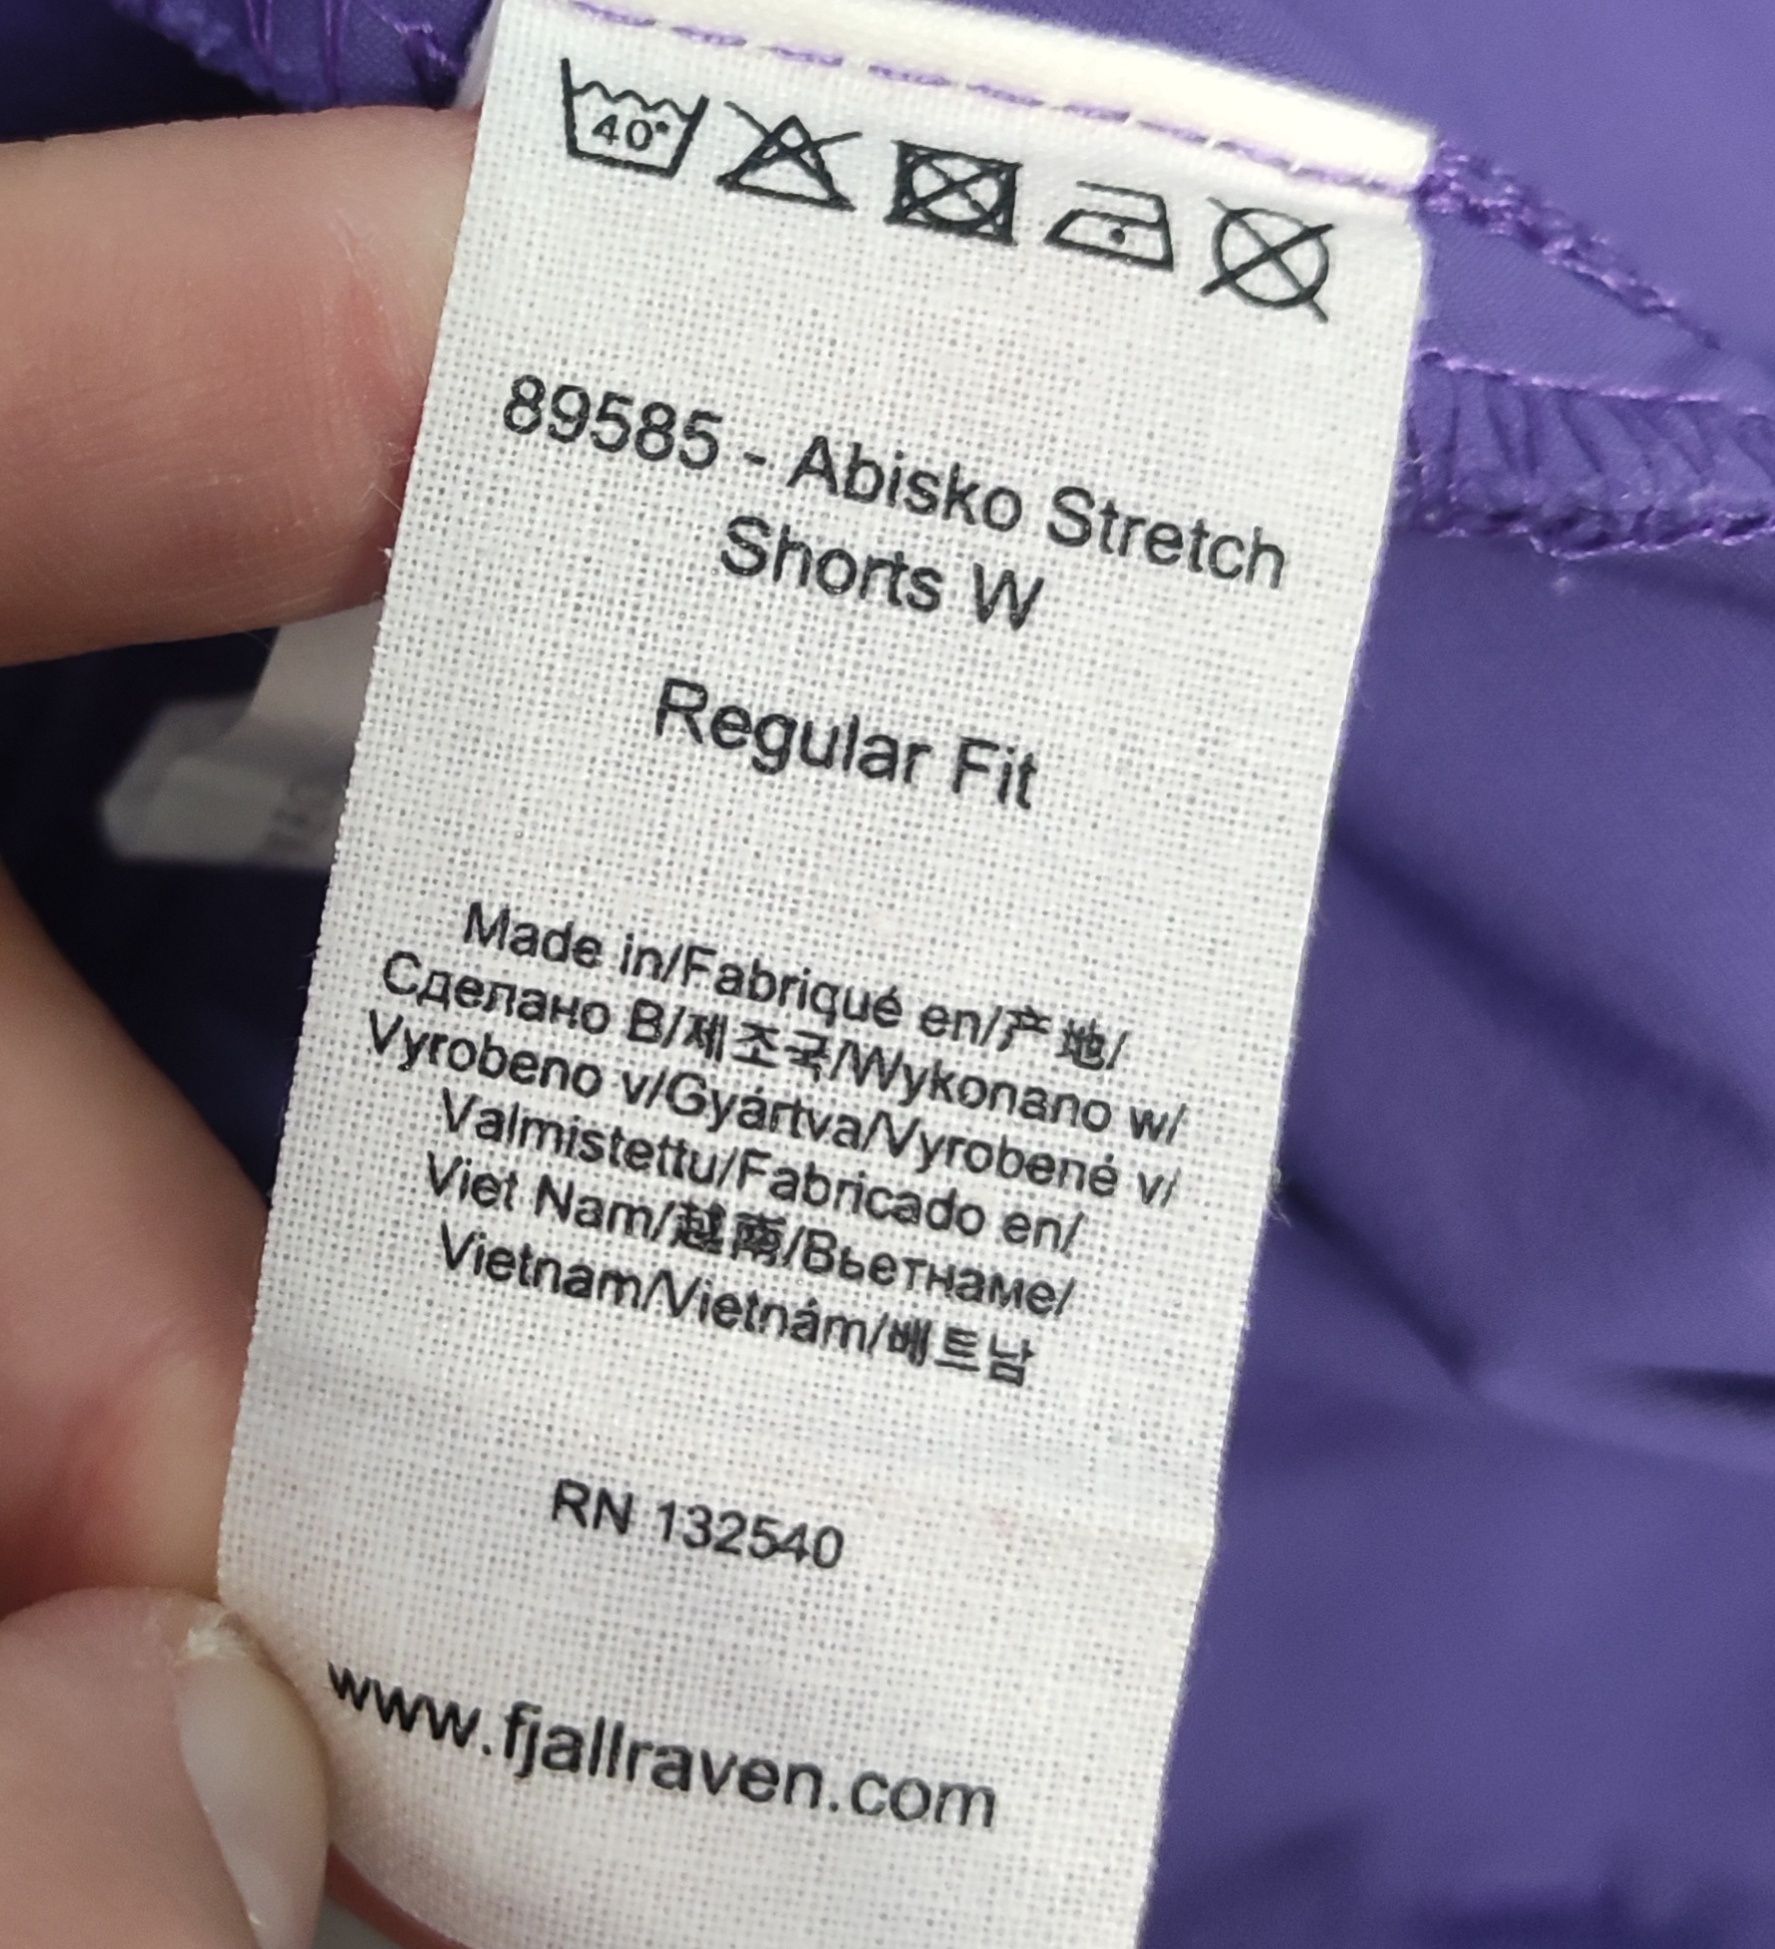 40°
89585 - Abisko Stretch
Shorts W
Regular Fit
Made in/Fabriqué en/产地/
Сделано В/제조국/Wykonano w/
Vyrobeno v/Gyártva/Vyrobené v/
Valmistettu/Fabricado en/
Viet Nam/越南/Вьетнаме/
Vietnam/Vietnám/베트남
RN 132540
www.fjallraven.com